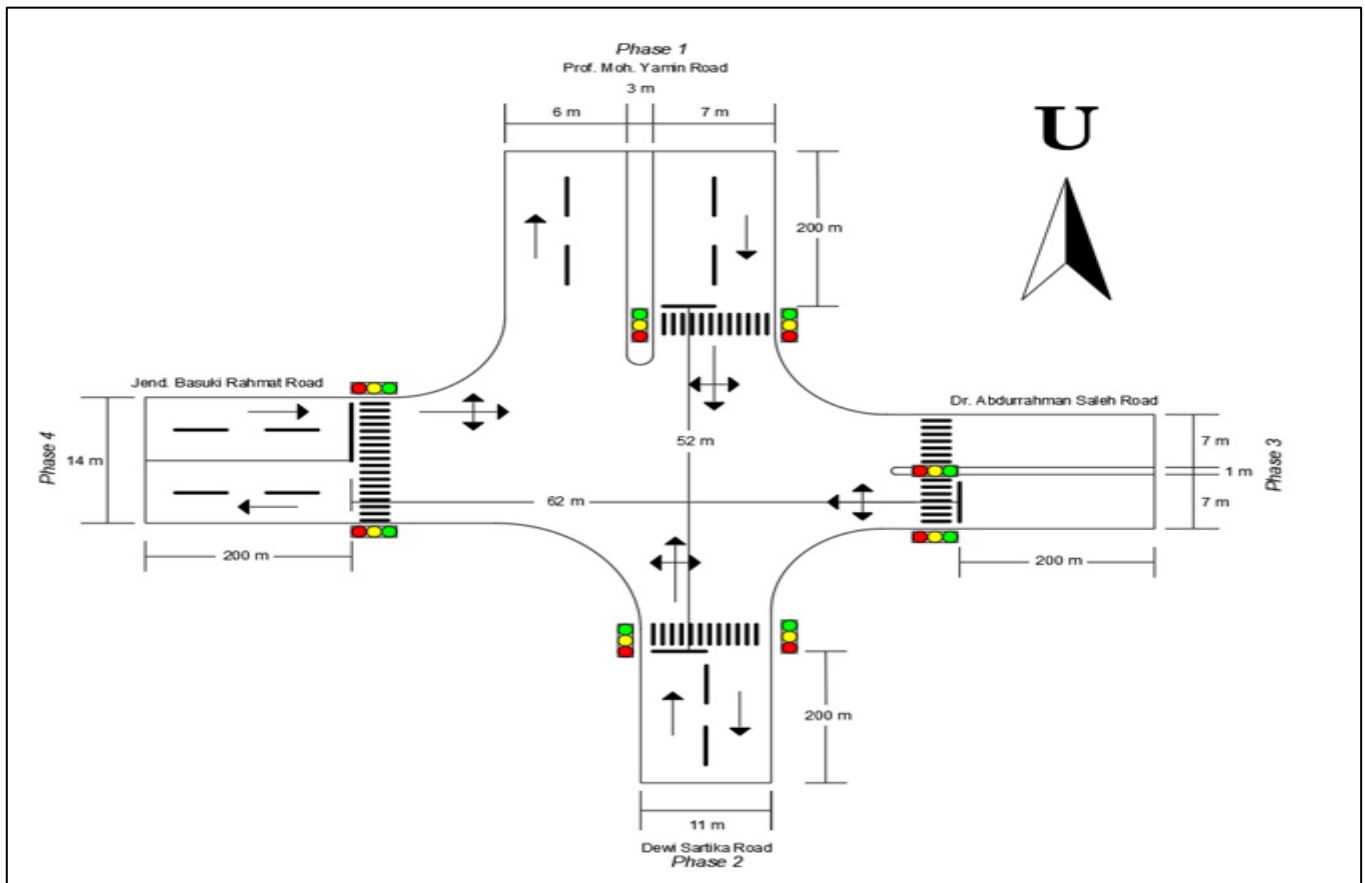 Phase 1
Prof. Moh. Yamin Road
3 m
6 m
7 m
U
200 m
Jend. Basuki Rahmat Road
Dr. Abdurrahman Saleh Road
Phase 4
14 m
52 m
7 m
1 m
7 m
Phase 3
62 m
200 m
200 m
200 m
11 m
Dewi Sartika Road
Phase 2